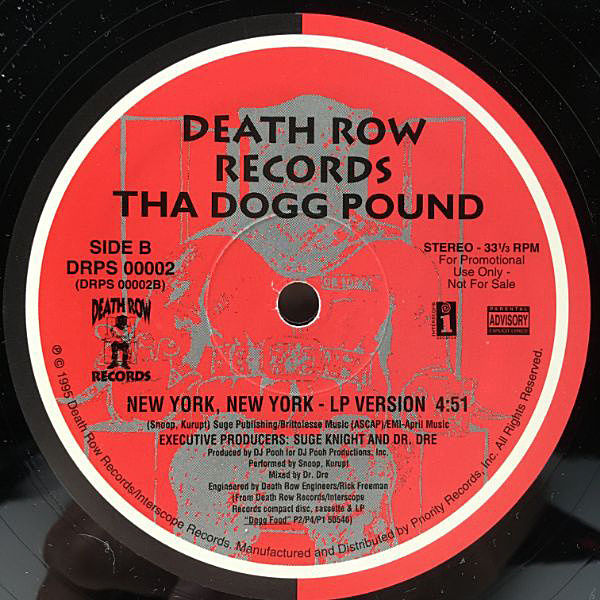 DEATH ROW
RECORDS
THA DOGG POUND
SIDE B
DRPS 00002
(DRPS 00002B)
STEREO - 33 1/3 RPM
For Promotional
Use Only -
Not For Sale
DEATH ROW
RECORDS
INTERSCOPE
i
PARENTAL
ADVISORY
EXPLICIT LYRICS
NEW YORK, NEW YORK - LP VERSION 4:51
(Snoop, Kurupt) Suge Publishing/Brittolesse Music (ASCAP)/EMI-April Music
EXECUTIVE PRODUCERS: SUGE KNIGHT AND DR. DRE
Produced by DJ Pooh for DJ Pooh Productions, Inc.
Performed by Snoop, Kurupt
Mixed by Dr. Dre
Engineered by Death Row Engineers/Rick Freeman
(From Death Row Records/Interscope
Records compact disc, cassette & LP
"Dogg Food" P2/P4/P1 50546)
℗ © 1995 Death Row Records/Interscope Records. Manufactured and Distributed by Priority Records, Inc. All Rights Reserved.